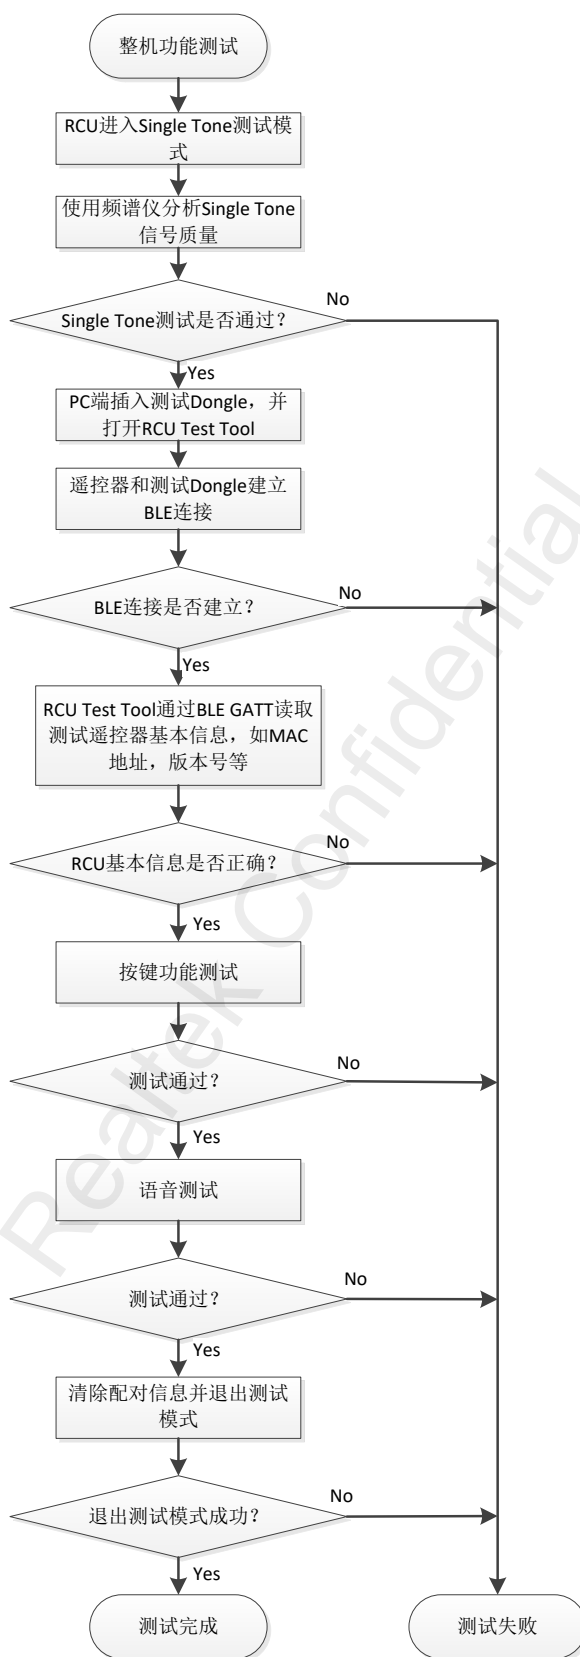 整机功能测试
RCU进入Single Tone测试模
式
使用频谱仪分析Single Tone
信号质量
No
Single Tone测试是否通过？
Yes
PC端插入测试Dongle，并
打开RCU Test Tool
遥控器和测试Dongle建立
BLE连接
No
BLE连接是否建立？
Yes
RCU Test Tool通过BLE GATT读取
测试遥控器基本信息，如MAC
地址，版本号等
No
RCU基本信息是否正确？
Yes
按键功能测试
No
测试通过？
Yes
语音测试
No
测试通过？
Yes
清除配对信息并退出测试
模式
No
退出测试模式成功？
Yes
测试完成
测试失败
Realtek Confidential